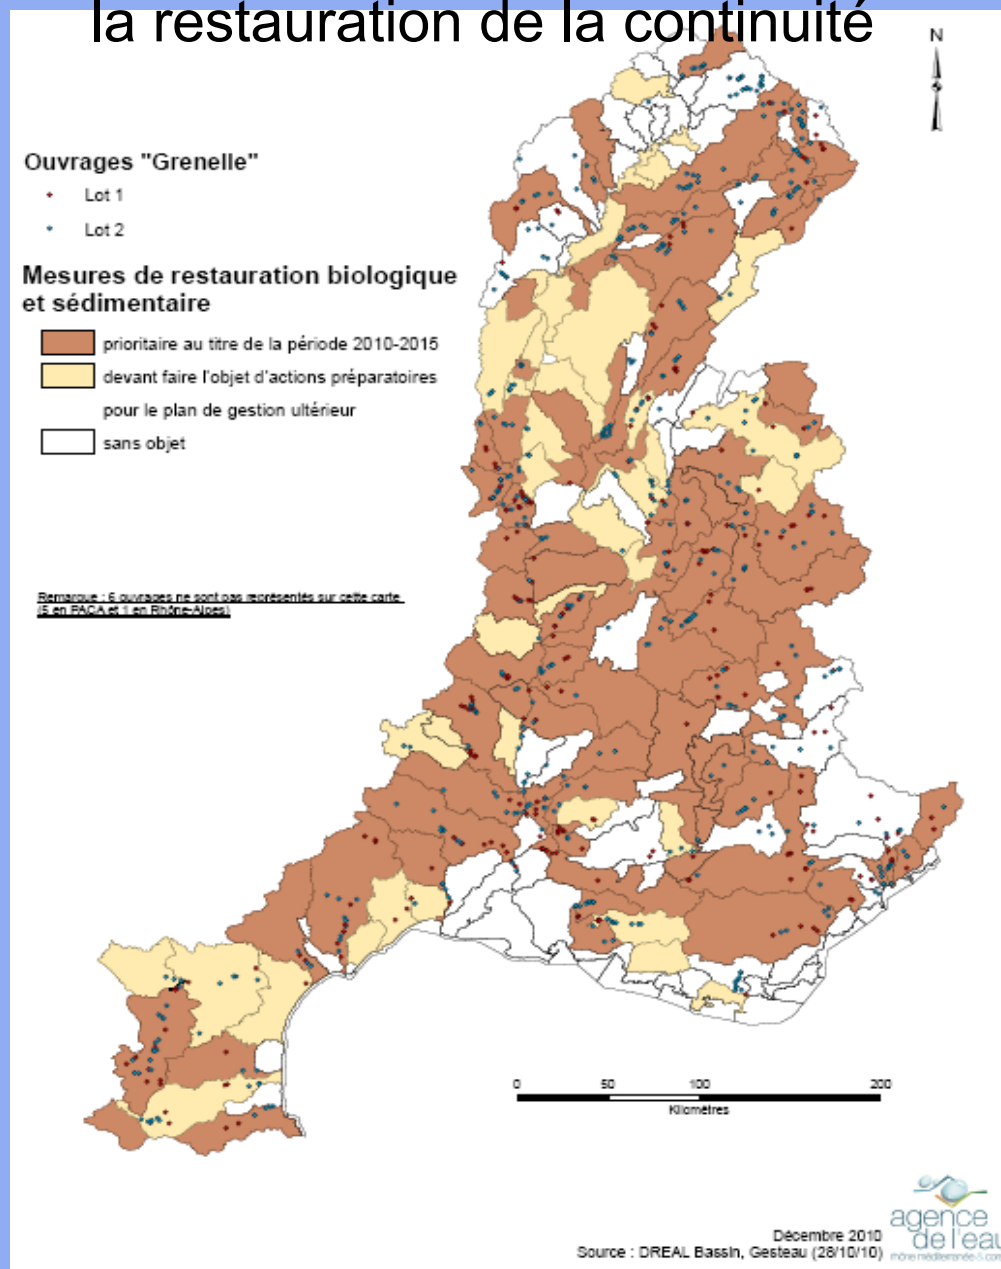 la restauration de la continuité
N
Ouvrages "Grenelle"
Lot 1
Lot 2
Mesures de restauration biologique
et sédimentaire
prioritaire au titre de la période 2010-2015
devant faire l'objet d'actions préparatoires
pour le plan de gestion ultérieur
sans objet
Remarque : 6 ouvrages ne sont pas représentés sur cette carte
(5 en PACA et 1 en Rhône-Alpes)
0 50 100 200
Kilomètres
agence
de l'eau
rhône méditerranée &
Décembre 2010
Source : DREAL Bassin, Gesteau (28/10/10)